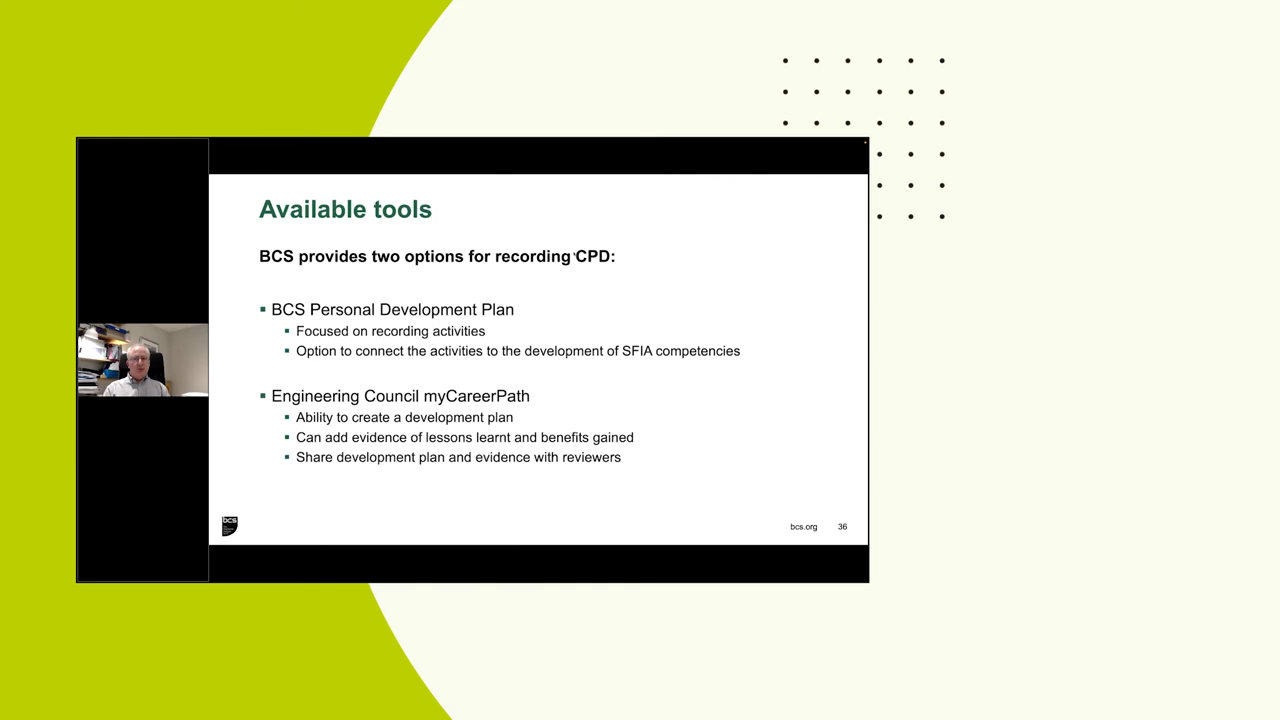 Available tools
BCS provides two options for recording CPD:
BCS Personal Development Plan
Focused on recording activities
Option to connect the activities to the development of SFIA competencies
Engineering Council myCareerPath
Ability to create a development plan
Can add evidence of lessons learnt and benefits gained
Share development plan and evidence with reviewers
bcs
bcs.org 36